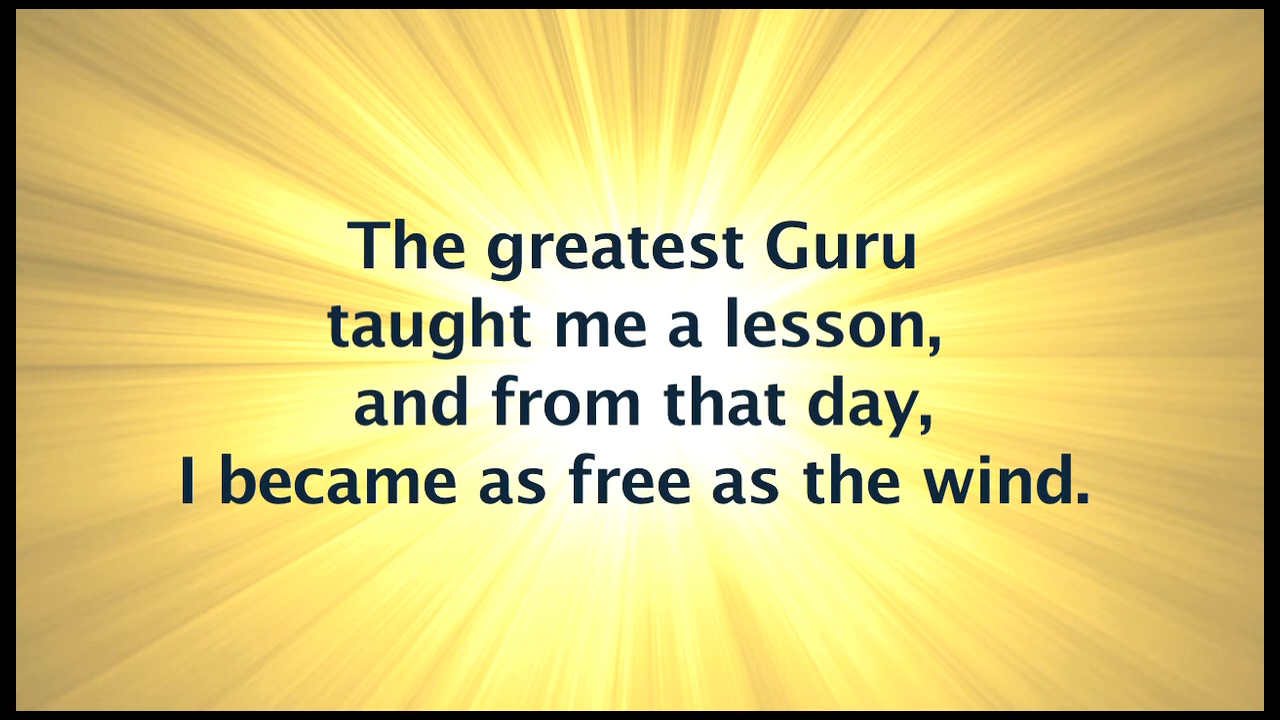 The greatest Guru
taught me a lesson,
and from that day,
I became as free as the wind.